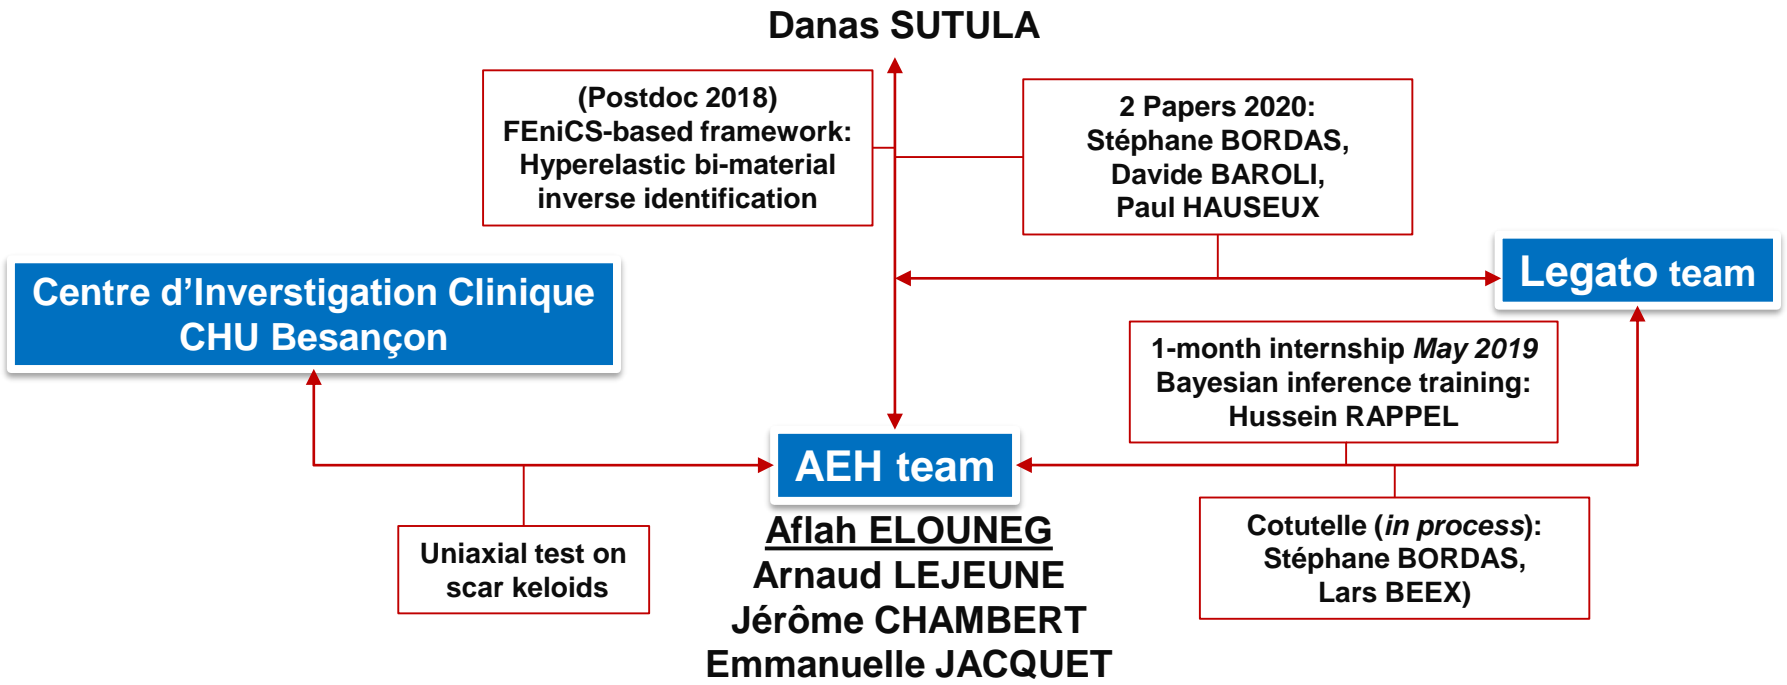 Danas SUTULA
(Postdoc 2018)
FEniCS-based framework:
Hyperelastic bi-material
inverse identification
2 Papers 2020:
Stéphane BORDAS,
Davide BAROLI,
Paul HAUSEUX
Centre d’Inverstigation Clinique
CHU Besançon
Legato team
1-month internship May 2019
Bayesian inference training:
Hussein RAPPEL
AEH team
Aflah ELOUNEG
Arnaud LEJEUNE
Jérôme CHAMBERT
Emmanuelle JACQUET
Uniaxial test on
scar keloids
Cotutelle (in process):
Stéphane BORDAS,
Lars BEEX)